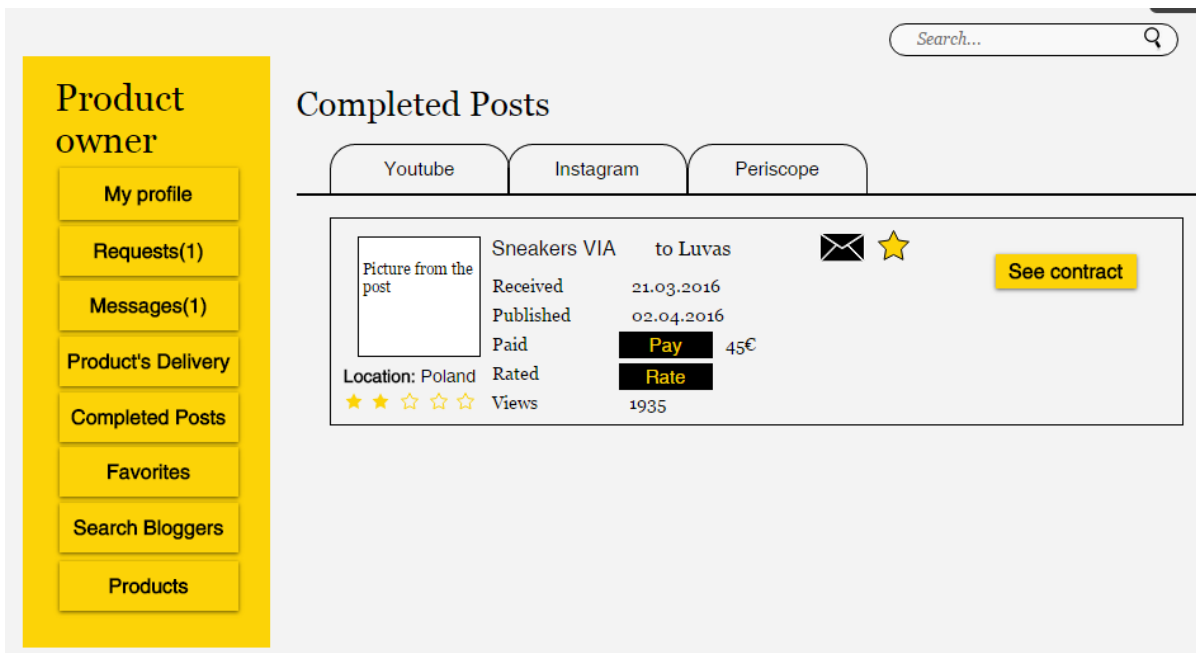 Search...
Product
owner
My profile
Requests(1)
Messages(1)
Product's Delivery
Completed Posts
Favorites
Search Bloggers
Products
Completed Posts
Youtube
Instagram
Periscope
Picture from the
post
Location: Poland
Sneakers VIA to Luvas
Received 21.03.2016
Published 02.04.2016
Paid Pay 45€
Rated Rate
Views 1935
See contract